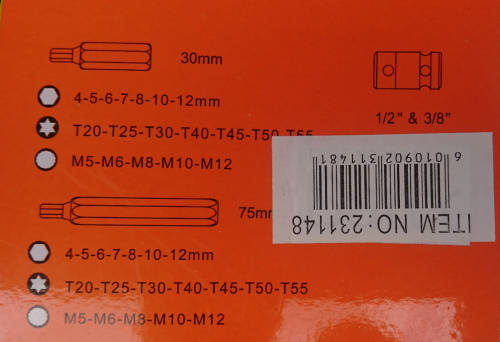 30mm
4-5-6-7-8-10-12mm
T20-T25-T30-T40-T45-T50-T55
M5-M6-M8-M10-M12
1/2" & 3/8"
75mm
4-5-6-7-8-10-12mm
T20-T25-T30-T40-T45-T50-T55
M5-M6-M8-M10-M12
ITEM NO:231148
6 010902 311481